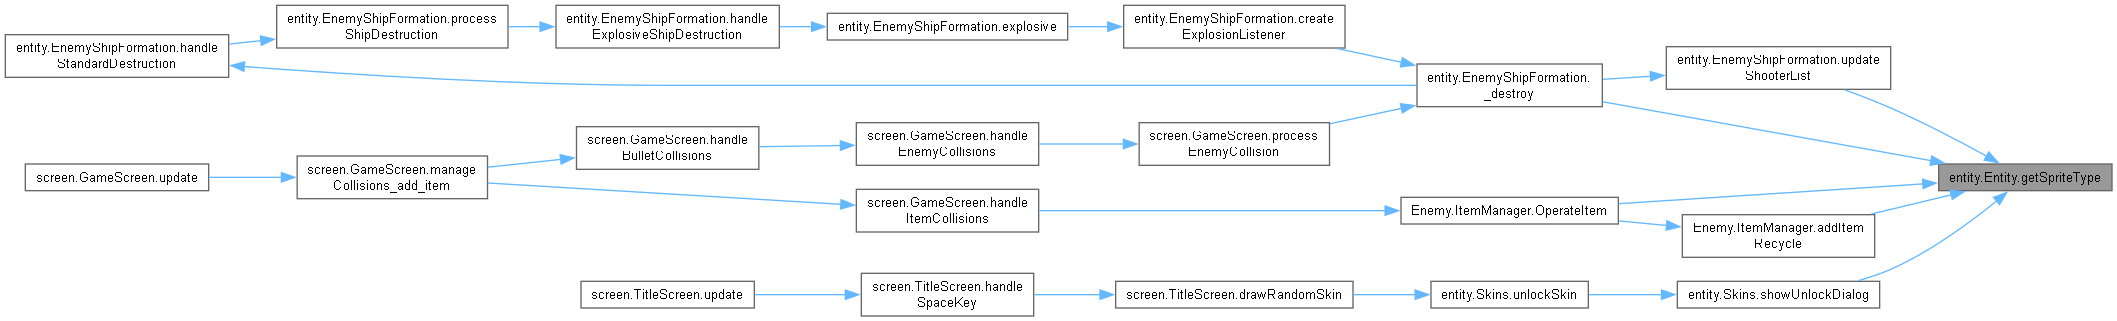 entity.EnemyShipFormation.handle
StandardDestruction
entity.EnemyShipFormation.process
ShipDestruction
entity.EnemyShipFormation.handle
ExplosiveShipDestruction
entity.EnemyShipFormation.explosive
entity.EnemyShipFormation.create
ExplosionListener
entity.EnemyShipFormation.
_destroy
entity.EnemyShipFormation.update
ShooterList
screen.GameScreen.update
screen.GameScreen.manage
Collisions_add_item
screen.GameScreen.handle
BulletCollisions
screen.GameScreen.handle
EnemyCollisions
screen.GameScreen.process
EnemyCollision
entity.Entity.getSpriteType
screen.GameScreen.handle
ItemCollisions
Enemy.ItemManager.OperateItem
Enemy.ItemManager.addItem
Recycle
screen.TitleScreen.update
screen.TitleScreen.handle
SpaceKey
screen.TitleScreen.drawRandomSkin
entity.Skins.unlockSkin
entity.Skins.showUnlockDialog